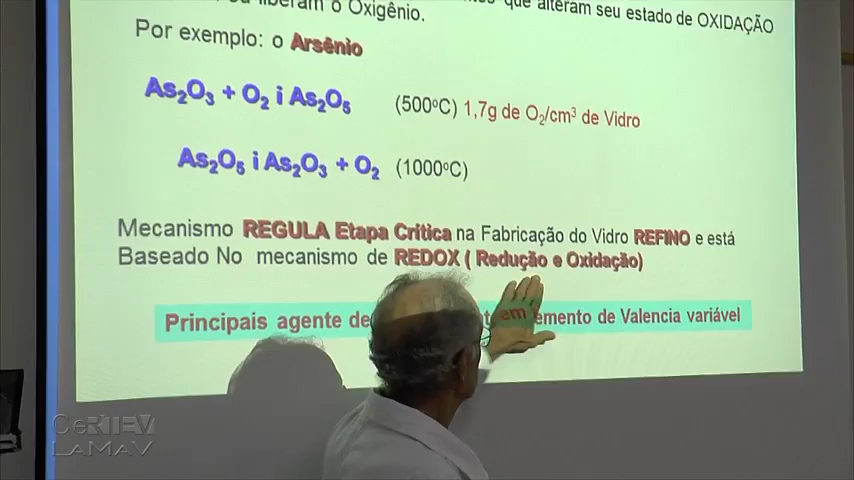 liberam o Oxigênio.
que alteram seu estado de OXIDAÇÃO
Por exemplo: o Arsênio
As2O3 + O2 i As2O5 (500ºC) 1,7g de O2/cm3 de Vidro
As2O5 i As2O3 + O2 (1000ºC)
Mecanismo REGULA Etapa Crítica na Fabricação do Vidro REFINO e está
Baseado No mecanismo de REDOX ( Redução e Oxidação)
Principais agente de em emento de Valencia variável
CeRTEV
LaMaV